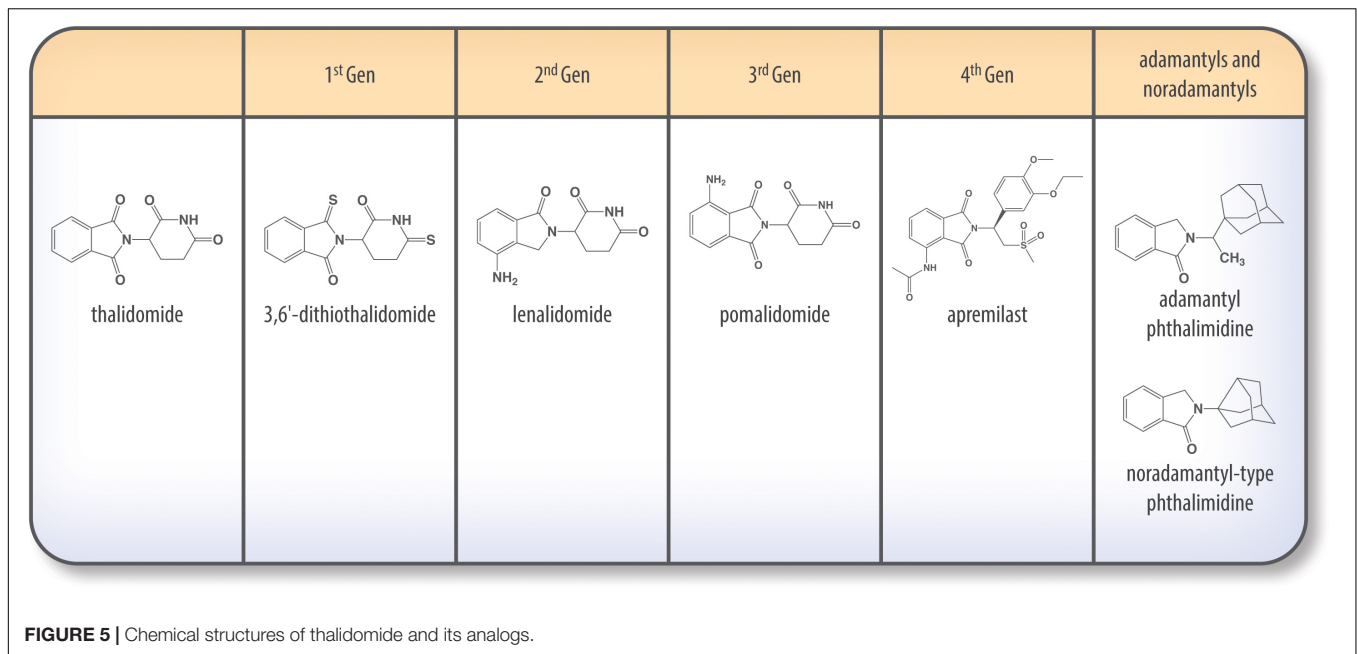 1st Gen
2nd Gen
3rd Gen
4th Gen
adamantyls and
noradamantyls
O
O
NH
N
O
O
thalidomide
S
O
NH
N
S
O
3,6'-dithiothalidomide
O
O
NH
N
O
NH2
lenalidomide
NH2
O
O
NH
N
O
O
pomalidomide
O
O
O
N
O
O
S
O
NH
O
apremilast
N
O
CH3
adamantyl
phthalimidine
N
O
noradamantyl-type
phthalimidine
FIGURE 5 | Chemical structures of thalidomide and its analogs.